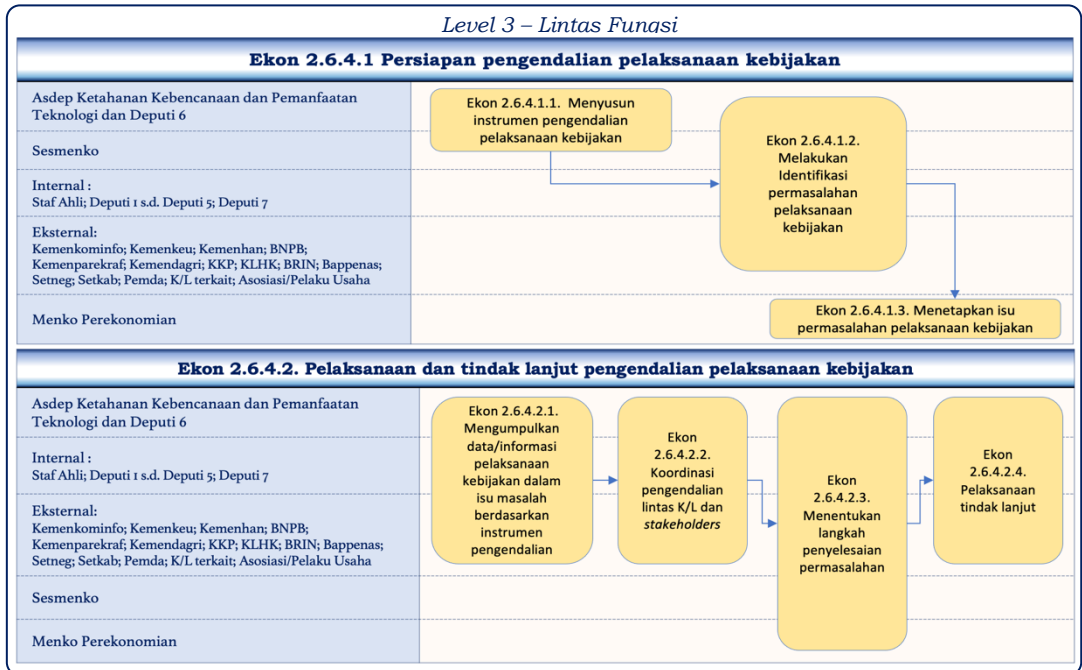 Level 3 – Lintas Fungsi
Ekon 2.6.4.1 Persiapan pengendalian pelaksanaan kebijakan
Asdep Ketahanan Kebencanaan dan Pemanfaatan
Teknologi dan Deputi 6
Sesmenko
Internal :
Staf Ahli; Deputi 1 s.d. Deputi 5; Deputi 7
Eksternal:
Kemenkominfo; Kemenkeu; Kemenhan; BNPB;
Kemenparekraf; Kemendagri; KKP; KLHK; BRIN; Bappenas;
Setneg; Setkab; Pemda; K/L terkait; Asosiasi/Pelaku Usaha
Menko Perekonomian
Ekon 2.6.4.1.1. Menyusun
instrumen pengendalian
pelaksanaan kebijakan
Ekon 2.6.4.1.2.
Melakukan
Identifikasi
permasalahan
pelaksanaan
kebijakan
Ekon 2.6.4.1.3. Menetapkan isu
permasalahan pelaksanaan kebijakan
Ekon 2.6.4.2. Pelaksanaan dan tindak lanjut pengendalian pelaksanaan kebijakan
Asdep Ketahanan Kebencanaan dan Pemanfaatan
Teknologi dan Deputi 6
Internal :
Staf Ahli; Deputi 1 s.d. Deputi 5; Deputi 7
Eksternal:
Kemenkominfo; Kemenkeu; Kemenhan; BNPB;
Kemenparekraf; Kemendagri; KKP; KLHK; BRIN; Bappenas;
Setneg; Setkab; Pemda; K/L terkait; Asosiasi/Pelaku Usaha
Sesmenko
Menko Perekonomian
Ekon 2.6.4.2.1.
Mengumpulkan
data/informasi
pelaksanaan
kebijakan dalam
isu masalah
berdasarkan
instrumen
pengendalian
Ekon
2.6.4.2.2.
Koordinasi
pengendalian
lintas K/L dan
stakeholders
Ekon
2.6.4.2.3.
Menentukan
langkah
penyelesaian
permasalahan
Ekon
2.6.4.2.4.
Pelaksanaan
tindak lanjut